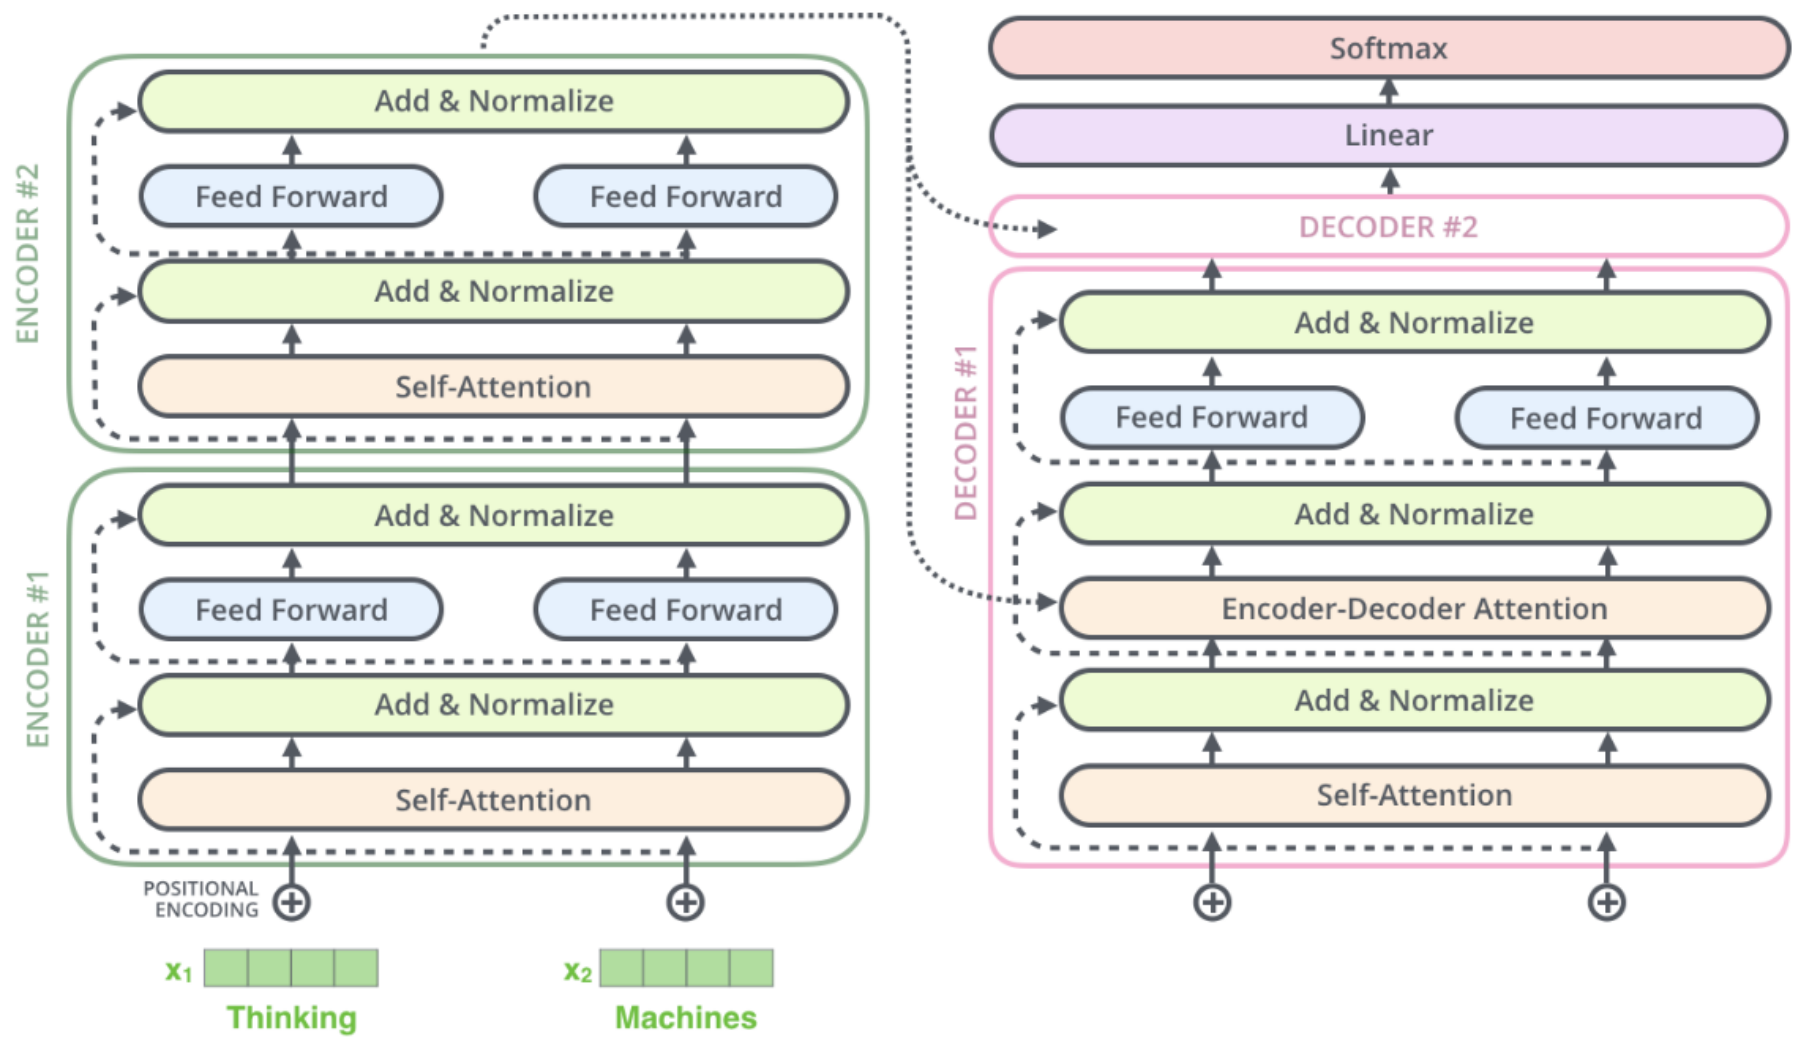 ENCODER #2
Add & Normalize
Feed Forward
Feed Forward
Add & Normalize
Self-Attention
ENCODER #1
Add & Normalize
Feed Forward
Feed Forward
Add & Normalize
Self-Attention
POSITIONAL
ENCODING
x1
x2
Thinking
Machines
Softmax
Linear
DECODER #2
DECODER #1
Add & Normalize
Feed Forward
Feed Forward
Add & Normalize
Encoder-Decoder Attention
Add & Normalize
Self-Attention